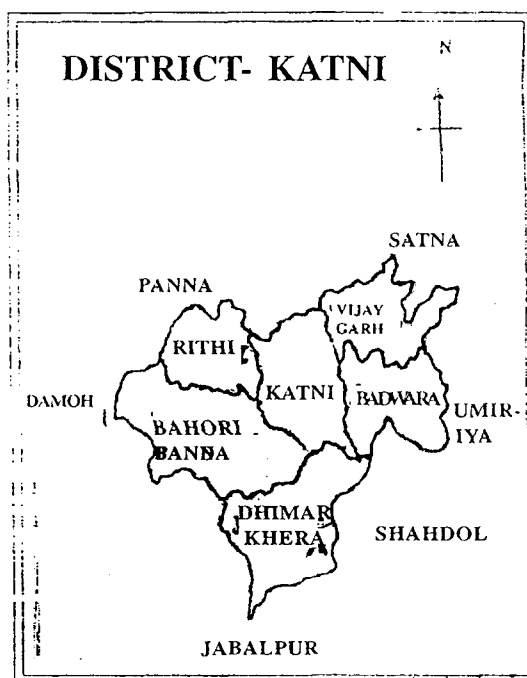 DISTRICT- KATNI
N
SATNA
PANNA
VIJAY
GARH
RITHI
KATNI
BADWARA
DAMOH
UMIR-
IYA
BAHORI
BANDA
DHIMAR
KHERA
SHAHDOL
JABALPUR